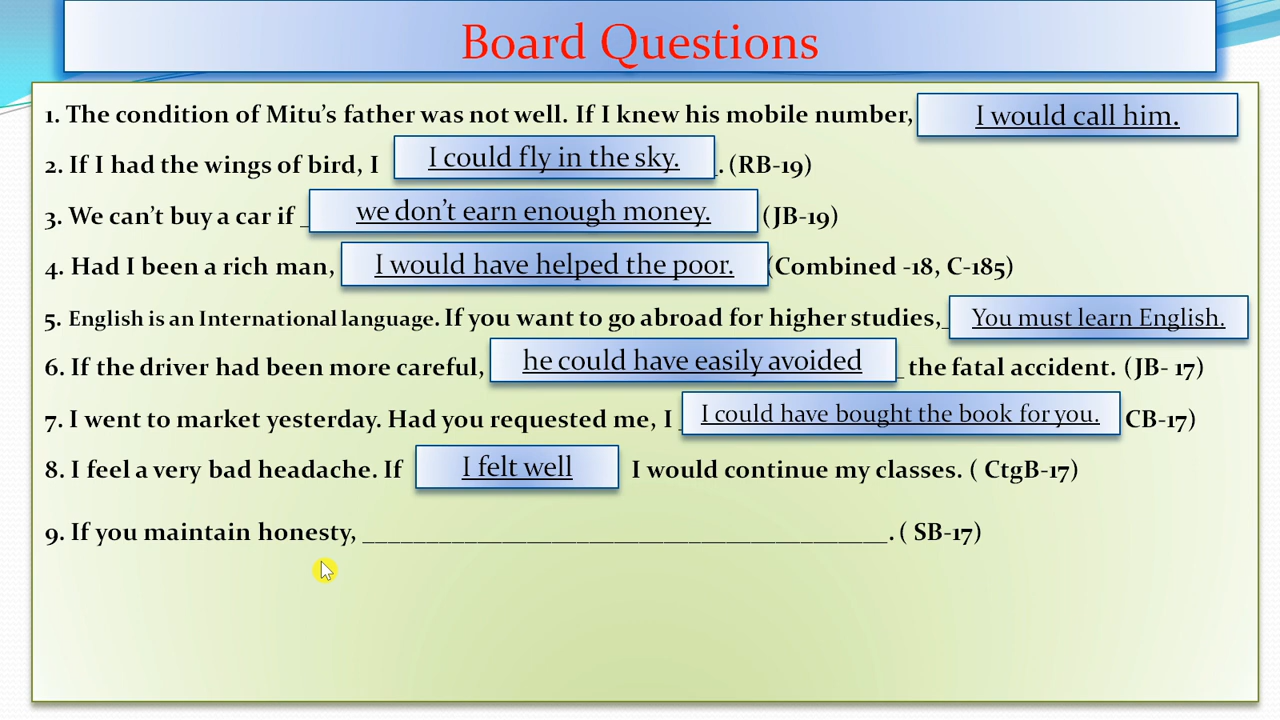 Board Questions
1. The condition of Mitu's father was not well. If I knew his mobile number, I would call him.
2. If I had the wings of bird, I I could fly in the sky. . (RB-19)
3. We can't buy a car if _ we don't earn enough money. (JB-19)
4. Had I been a rich man, I would have helped the poor. (Combined -18, C-185)
5. English is an International language. If you want to go abroad for higher studies,_ You must learn English.
6. If the driver had been more careful, he could have easily avoided _ the fatal accident. (JB- 17)
7. I went to market yesterday. Had you requested me, I _ I could have bought the book for you. CB-17)
8. I feel a very bad headache. If I felt well I would continue my classes. ( CtgB-17)
9. If you maintain honesty, _________________________________________. ( SB-17)